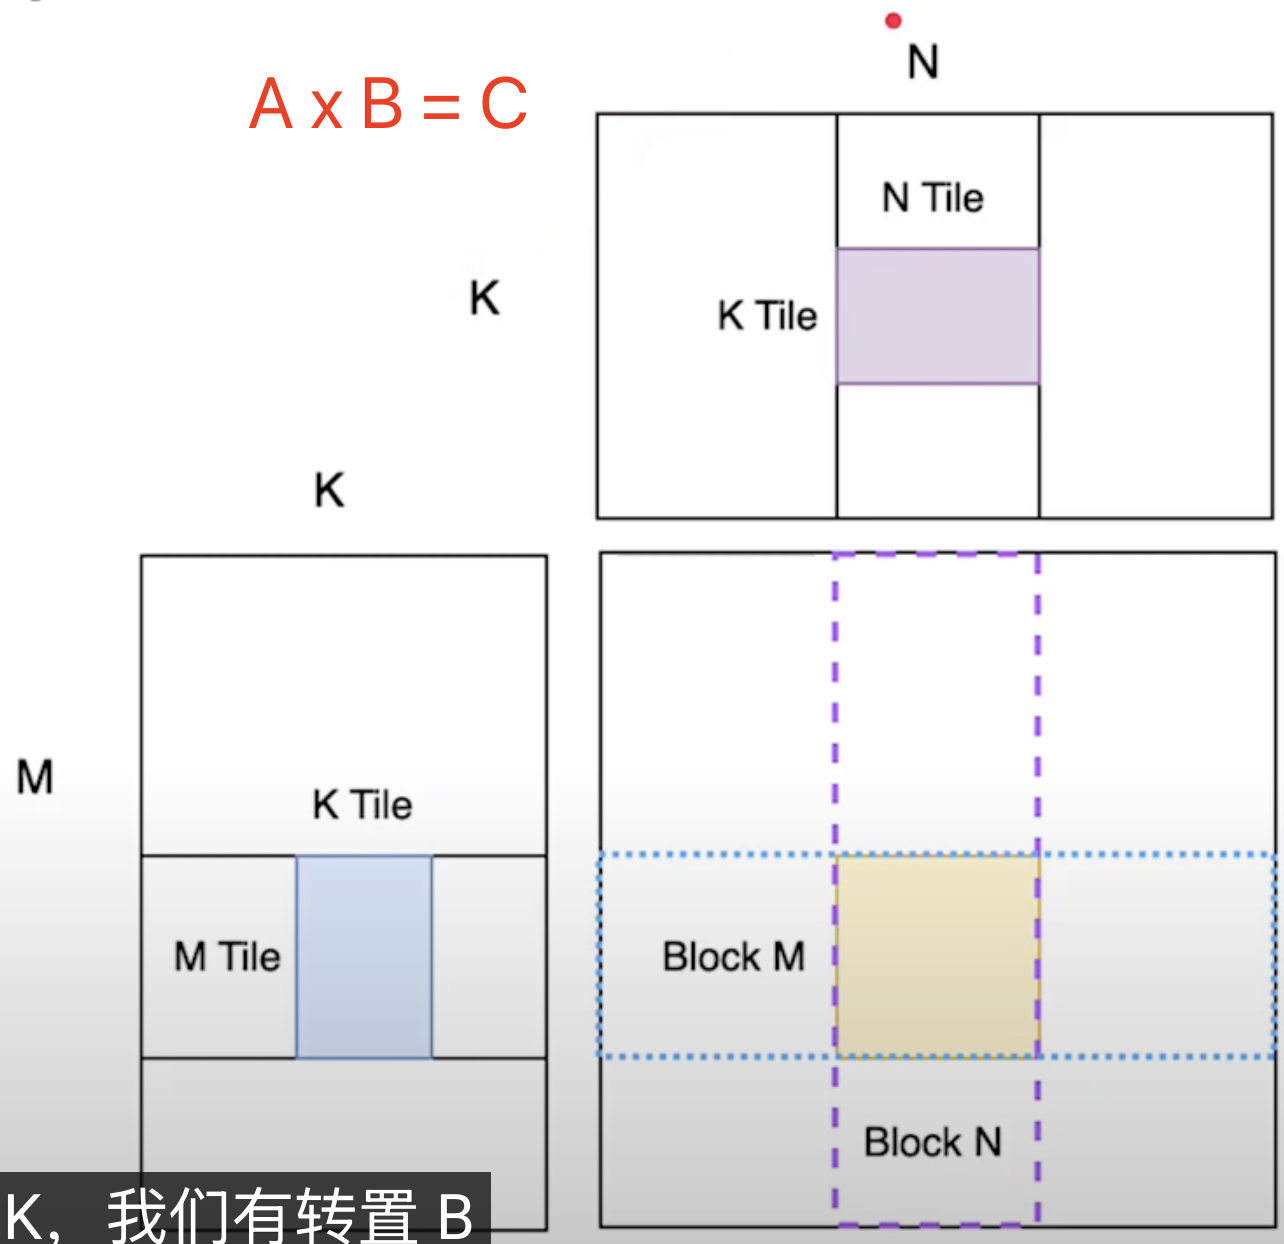 N
A x B = C
N Tile
K
K Tile
K
M
K Tile
M Tile
Block M
Block N
K，我们有转置 B